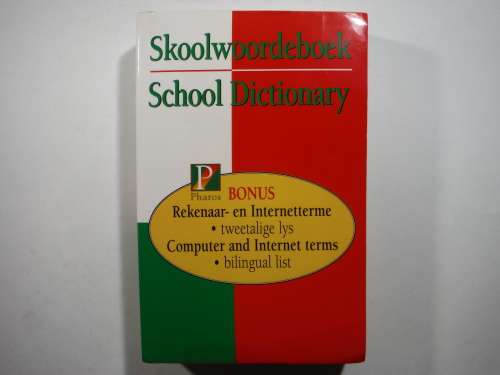 Skoolwoordeboek
School Dictionary
P
Pharos
BONUS
Rekenaar- en Internetterme
• tweetalige lys
Computer and Internet terms
• bilingual list